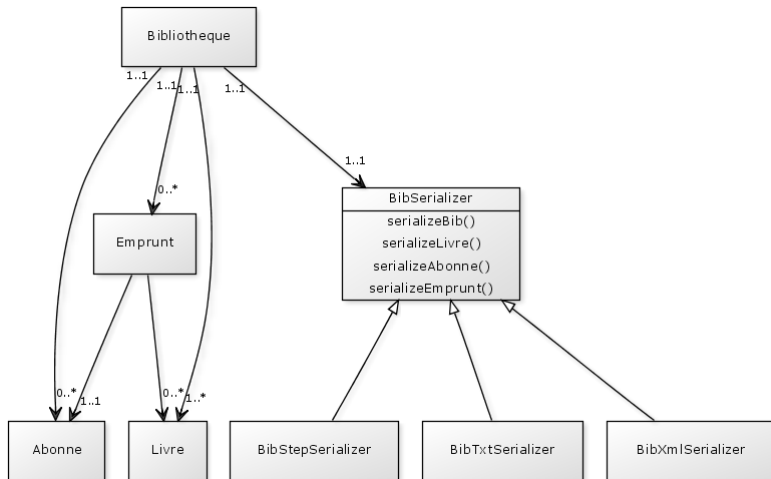 Bibliotheque
1..1
1..1
1..1
1..1
1..1
0..*
BibSerializer
serializeBib()
serializeLivre()
serializeAbonne()
serializeEmprunt()
Emprunt
0..*
1..1
0..*
1..*
Abonne
Livre
BibStepSerializer
BibTxtSerializer
BibXmlSerializer